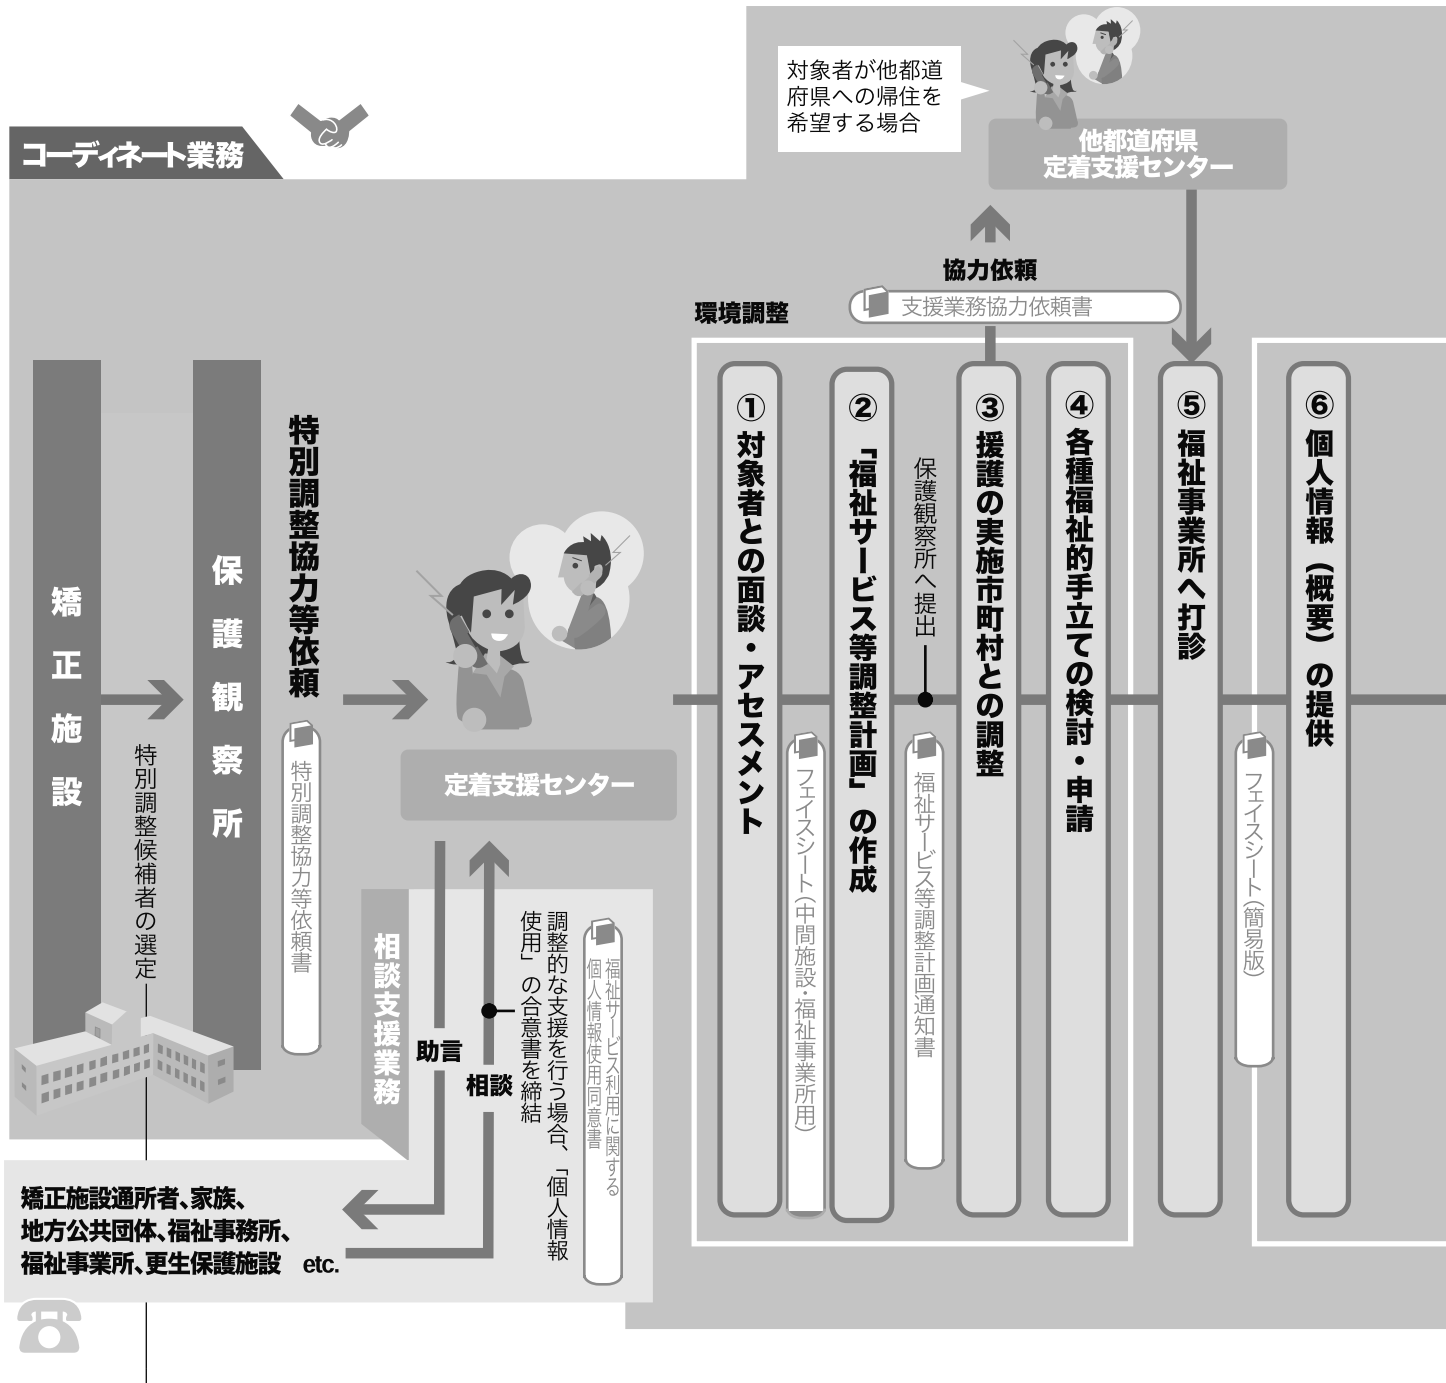 対象者が他都道
府県への帰住を
希望する場合
他都道府県
定着支援センター
コーディネート業務
協力依頼
支援業務協力依頼書
環境調整
矯正施設
特別調整候補者の選定
保護観察所
特別調整協力等依頼
特別調整協力等依頼書
定着支援センター
①対象者との面談・アセスメント
フェイスシート（中間施設・福祉事業所用）
②「福祉サービス等調整計画」の作成
保護観察所へ提出
福祉サービス等調整計画通知書
③援護の実施市町村との調整
④各種福祉的手立ての検討・申請
⑤福祉事業所へ打診
フェイスシート（簡易版）
⑥個人情報（概要）の提供
相談支援業務
助言
相談
調整的な支援を行う場合、「個人情報
使用」の合意書を締結
福祉サービス利用に関する
個人情報使用同意書
矯正施設通所者、家族、
地方公共団体、福祉事務所、
福祉事業所、更生保護施設 etc.